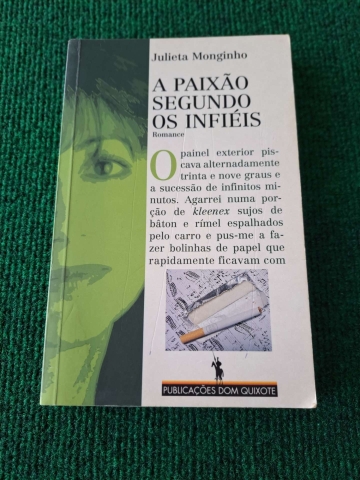 Julieta Monginho
A PAIXÃO
SEGUNDO
OS INFIÉIS
Romance
O painel exterior pis-
cava alternadamente
trinta e nove graus e
a sucessão de infinitos mi-
nutos. Agarrei numa por-
ção de kleenex sujos de
bâton e rímel espalhados
pelo carro e pus-me a fa-
zer bolinhas de papel que
rapidamente ficavam com
PUBLICAÇÕES DOM QUIXOTE